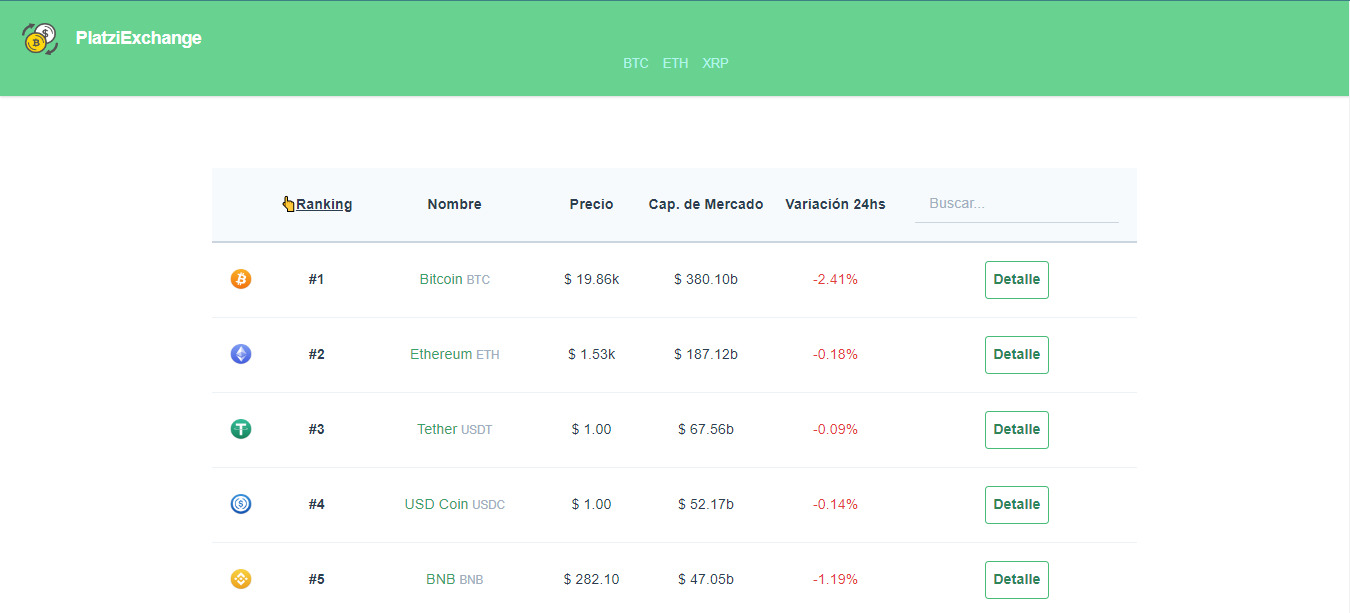 PlatziExchange
BTC ETH XRP
Ranking Nombre Precio Cap. de Mercado Variación 24hs Buscar...
#1 Bitcoin BTC $ 19.86k $ 380.10b -2.41% Detalle
#2 Ethereum ETH $ 1.53k $ 187.12b -0.18% Detalle
#3 Tether USDT $ 1.00 $ 67.56b -0.09% Detalle
#4 USD Coin USDC $ 1.00 $ 52.17b -0.14% Detalle
#5 BNB BNB $ 282.10 $ 47.05b -1.19% Detalle